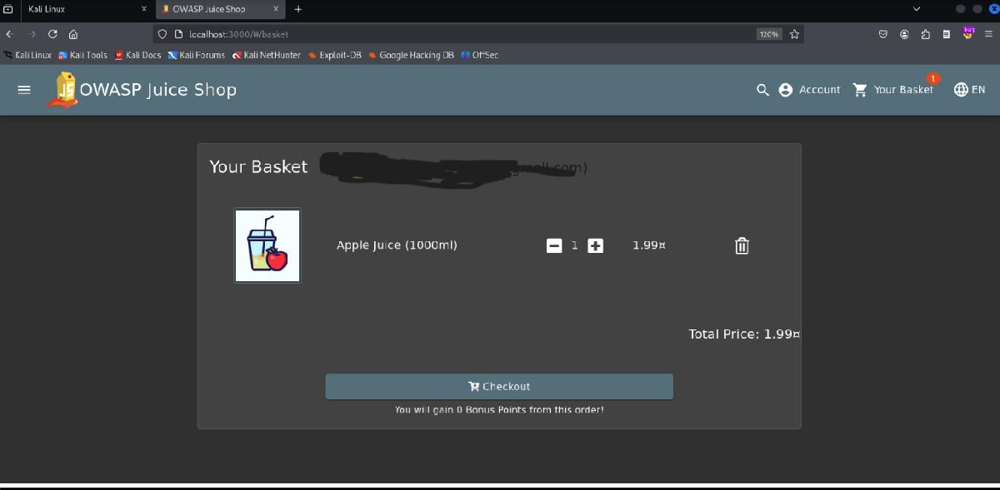 Kali Linux × OWASP Juice Shop ×
localhost:3000/#/basket 120%
Kali Linux Kali Tools Kali Docs Kali Forums Kali NetHunter Exploit-DB Google Hacking DB OffSec
OWASP Juice Shop Account Your Basket 1 EN
Your Basket
Apple Juice (1000ml) 1 1.99¤
Total Price: 1.99¤
Checkout
You will gain 0 Bonus Points from this order!